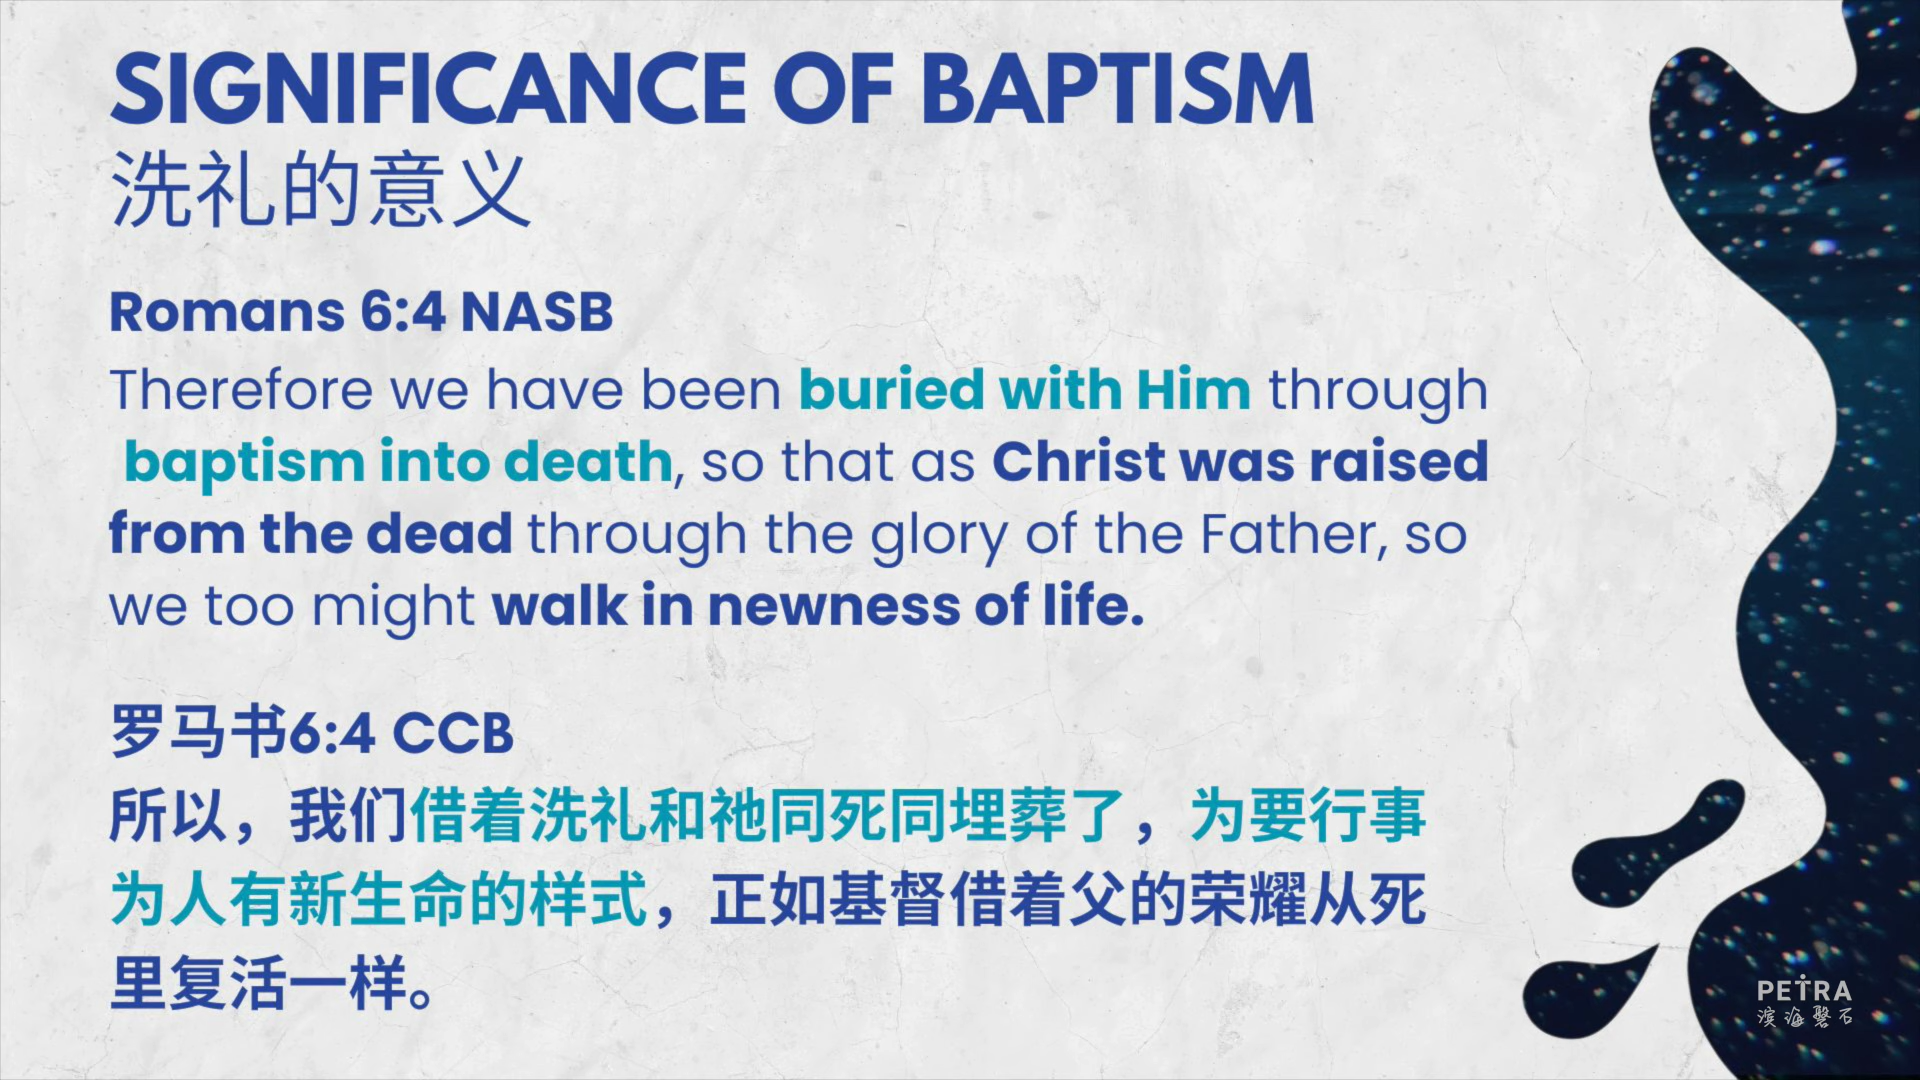 SIGNIFICANCE OF BAPTISM
洗礼的意义
Romans 6:4 NASB
Therefore we have been buried with Him through
baptism into death, so that as Christ was raised
from the dead through the glory of the Father, so
we too might walk in newness of life.
罗马书6:4 CCB
所以，我们借着洗礼和祂同死同埋葬了，为要行事
为人有新生命的样式，正如基督借着父的荣耀从死
里复活一样。
PETRA
滨海磐石